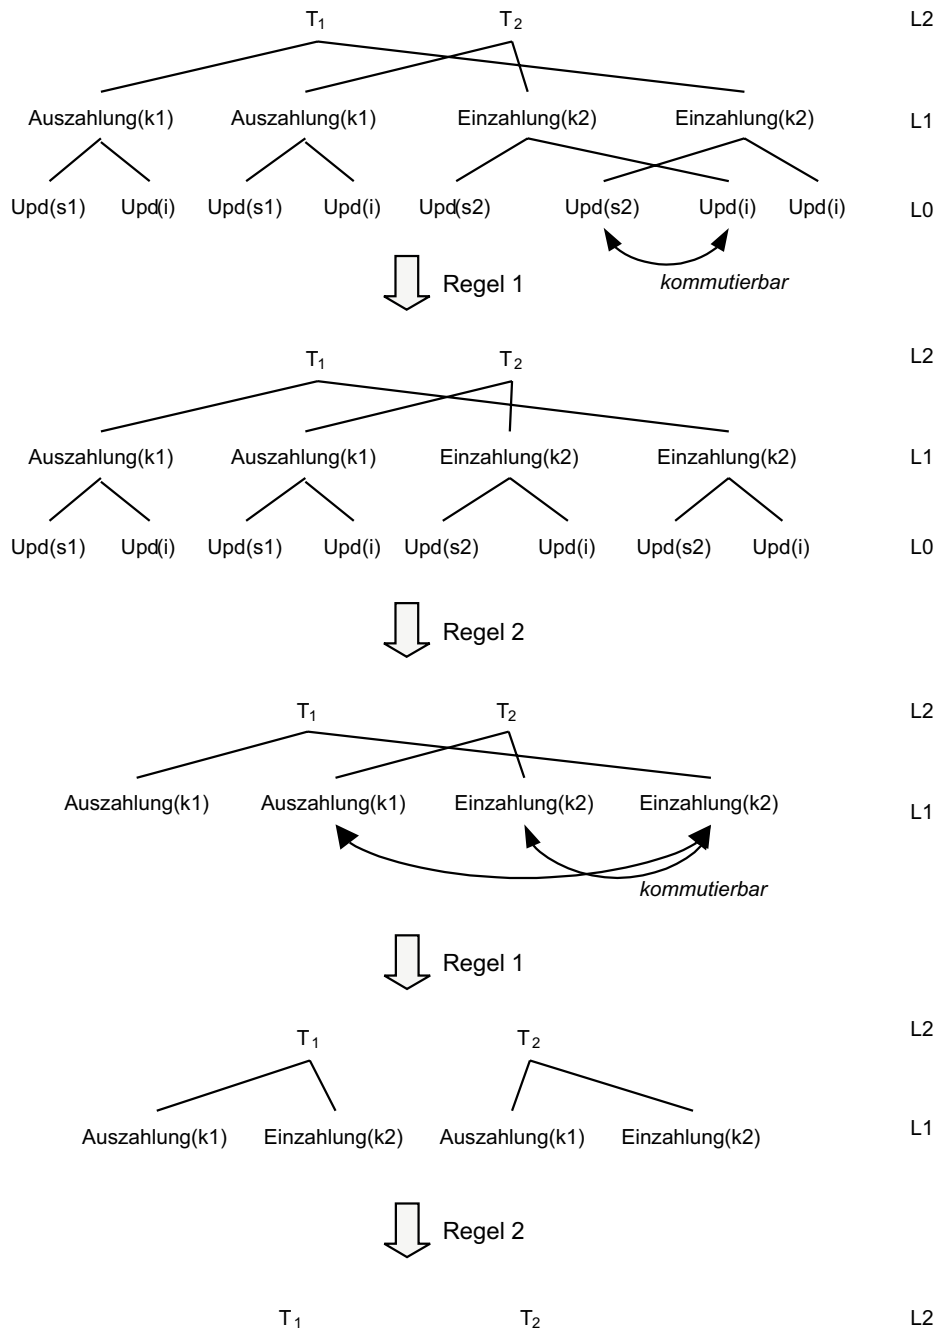 T1 T2 L2
Auszahlung(k1) Auszahlung(k1) Einzahlung(k2) Einzahlung(k2) L1
Upd(s1) Upd(i) Upd(s1) Upd(i) Upd(s2) Upd(s2) Upd(i) Upd(i) L0
kommutierbar
Regel 1
T1 T2 L2
Auszahlung(k1) Auszahlung(k1) Einzahlung(k2) Einzahlung(k2) L1
Upd(s1) Upd(i) Upd(s1) Upd(i) Upd(s2) Upd(i) Upd(s2) Upd(i) L0
Regel 2
T1 T2 L2
Auszahlung(k1) Auszahlung(k1) Einzahlung(k2) Einzahlung(k2) L1
kommutierbar
Regel 1
T1 T2 L2
Auszahlung(k1) Einzahlung(k2) Auszahlung(k1) Einzahlung(k2) L1
Regel 2
T1 T2 L2